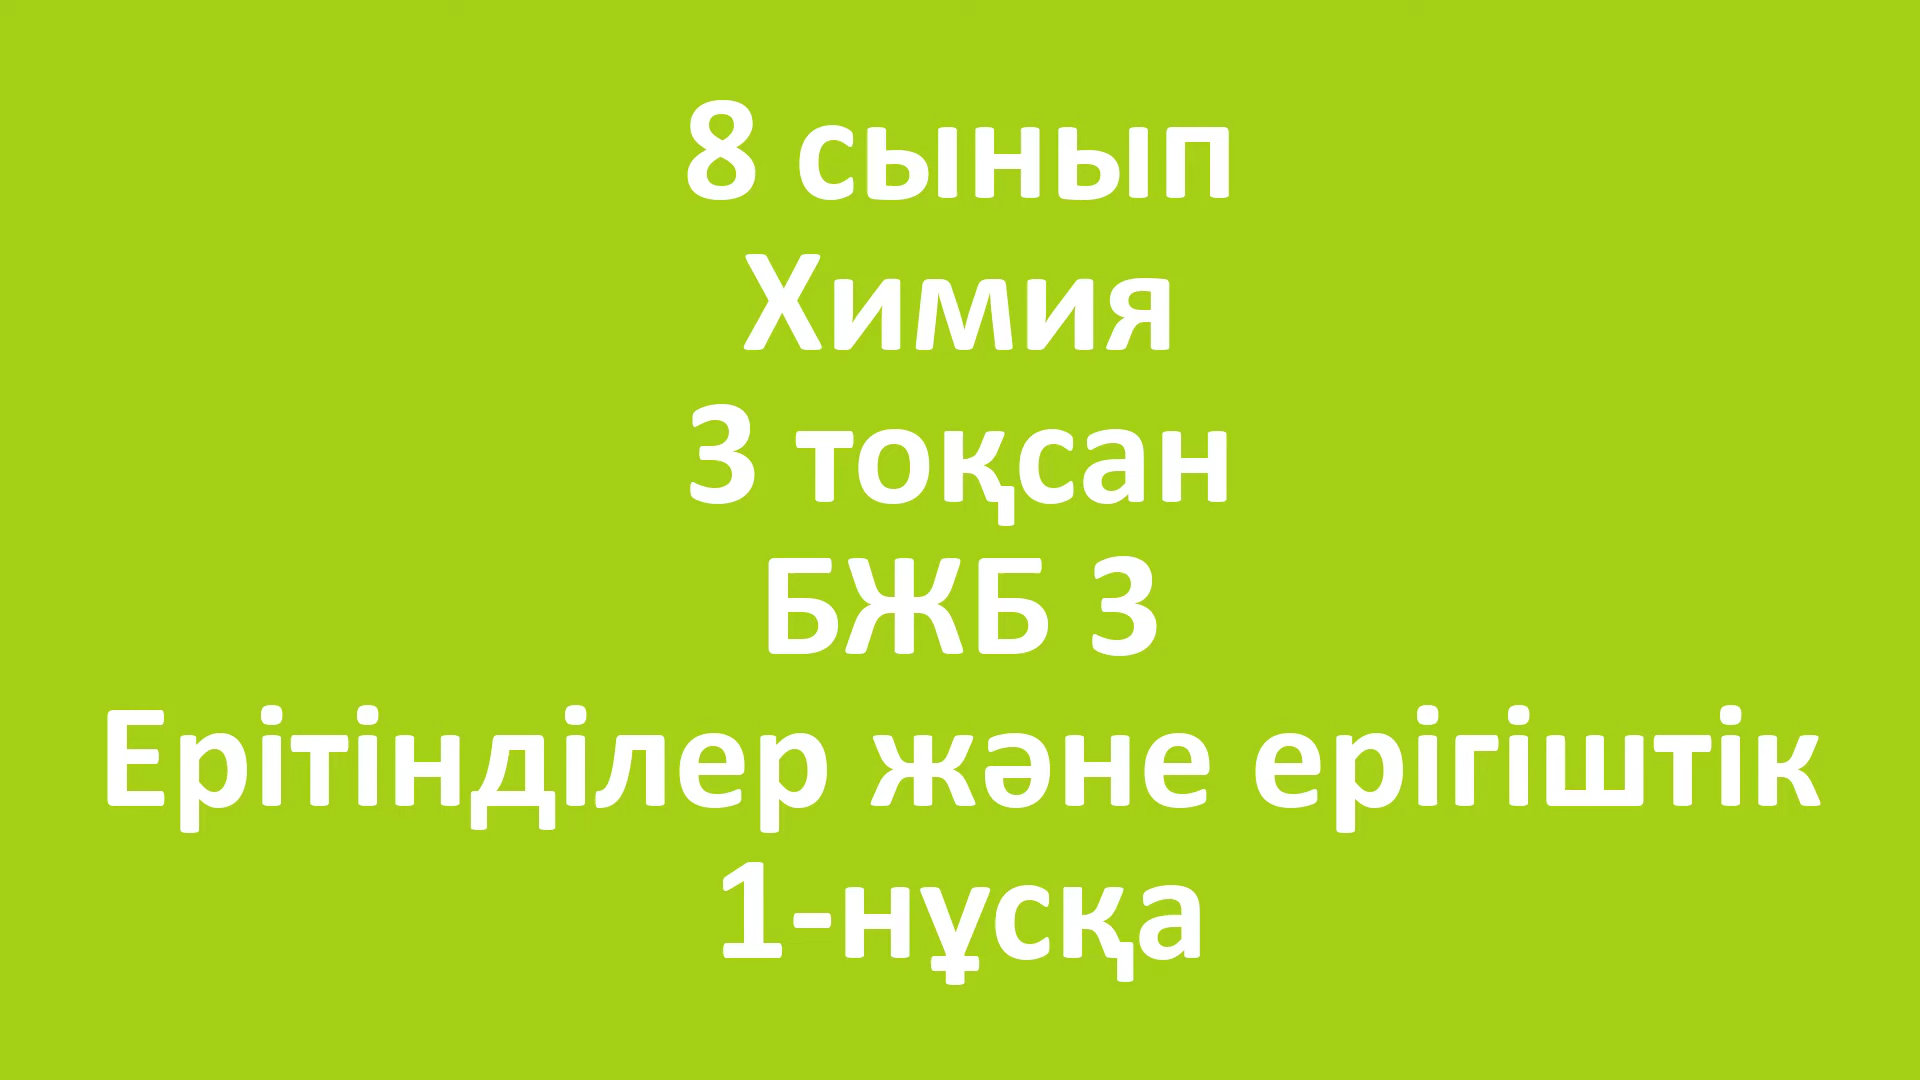 8 сынып
Химия
3 тоқсан
БЖБ 3
Ерітінділер және ерігіштік
1-нұсқа